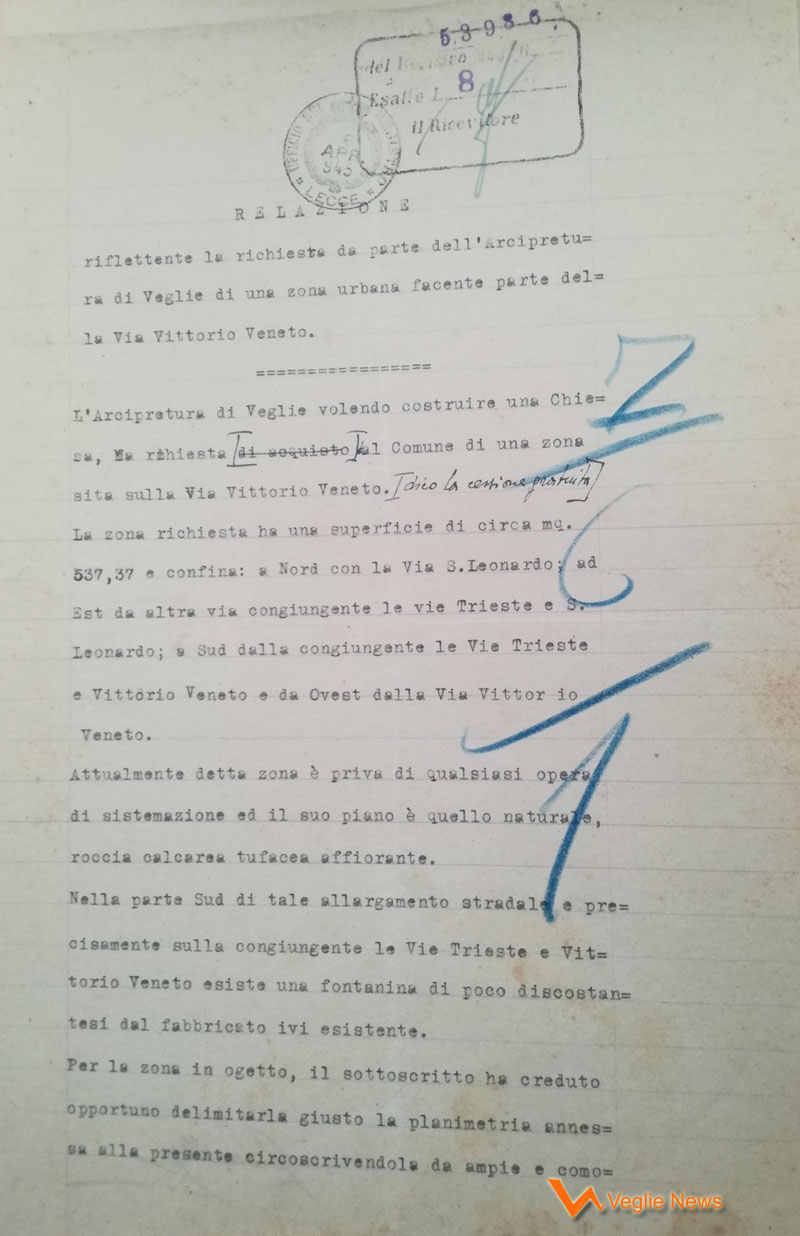 53986.
del
Esatte L. 8
il Ricevitore
UFFICIO DEL
APR
945
LECCE
RELAZIONE
riflettente la richiesta da parte dell'Arcipretu=
ra di Veglie di una zona urbana facente parte del=
la Via Vittorio Veneto.
=================
L'Arcipretura di Veglie volendo costruire una Chie=
sa, ha rihiesta [di acquisto] al Comune di una zona
sita sulla Via Vittorio Veneto. [dico la cessione gratuita]
La zona richiesta ha una superficie di circa mq.
537,37 e confina: a Nord con la Via S.Leonardo; ad
Est da altra via congiungente le vie Trieste e S.
Leonardo; a Sud dalla congiungente le Vie Trieste
e Vittorio Veneto e da Ovest dalla Via Vittor io
Veneto.
Attualmente detta zona è priva di qualsiasi opera
di sistemazione ed il suo piano è quello naturale,
roccia calcarea tufacea affiorante.
Nella parte Sud di tale allargamento stradale e pre=
cisamente sulla congiungente le Vie Trieste e Vit=
torio Veneto esiste una fontanina di poco discostan=
tesi dal fabbricato ivi esistente.
Per la zona in ogetto, il sottoscritto ha creduto
opportuno delimitarla giusto la planimetria annes=
sa alla presente circoscrivendola da ampie e como=
Veglie News